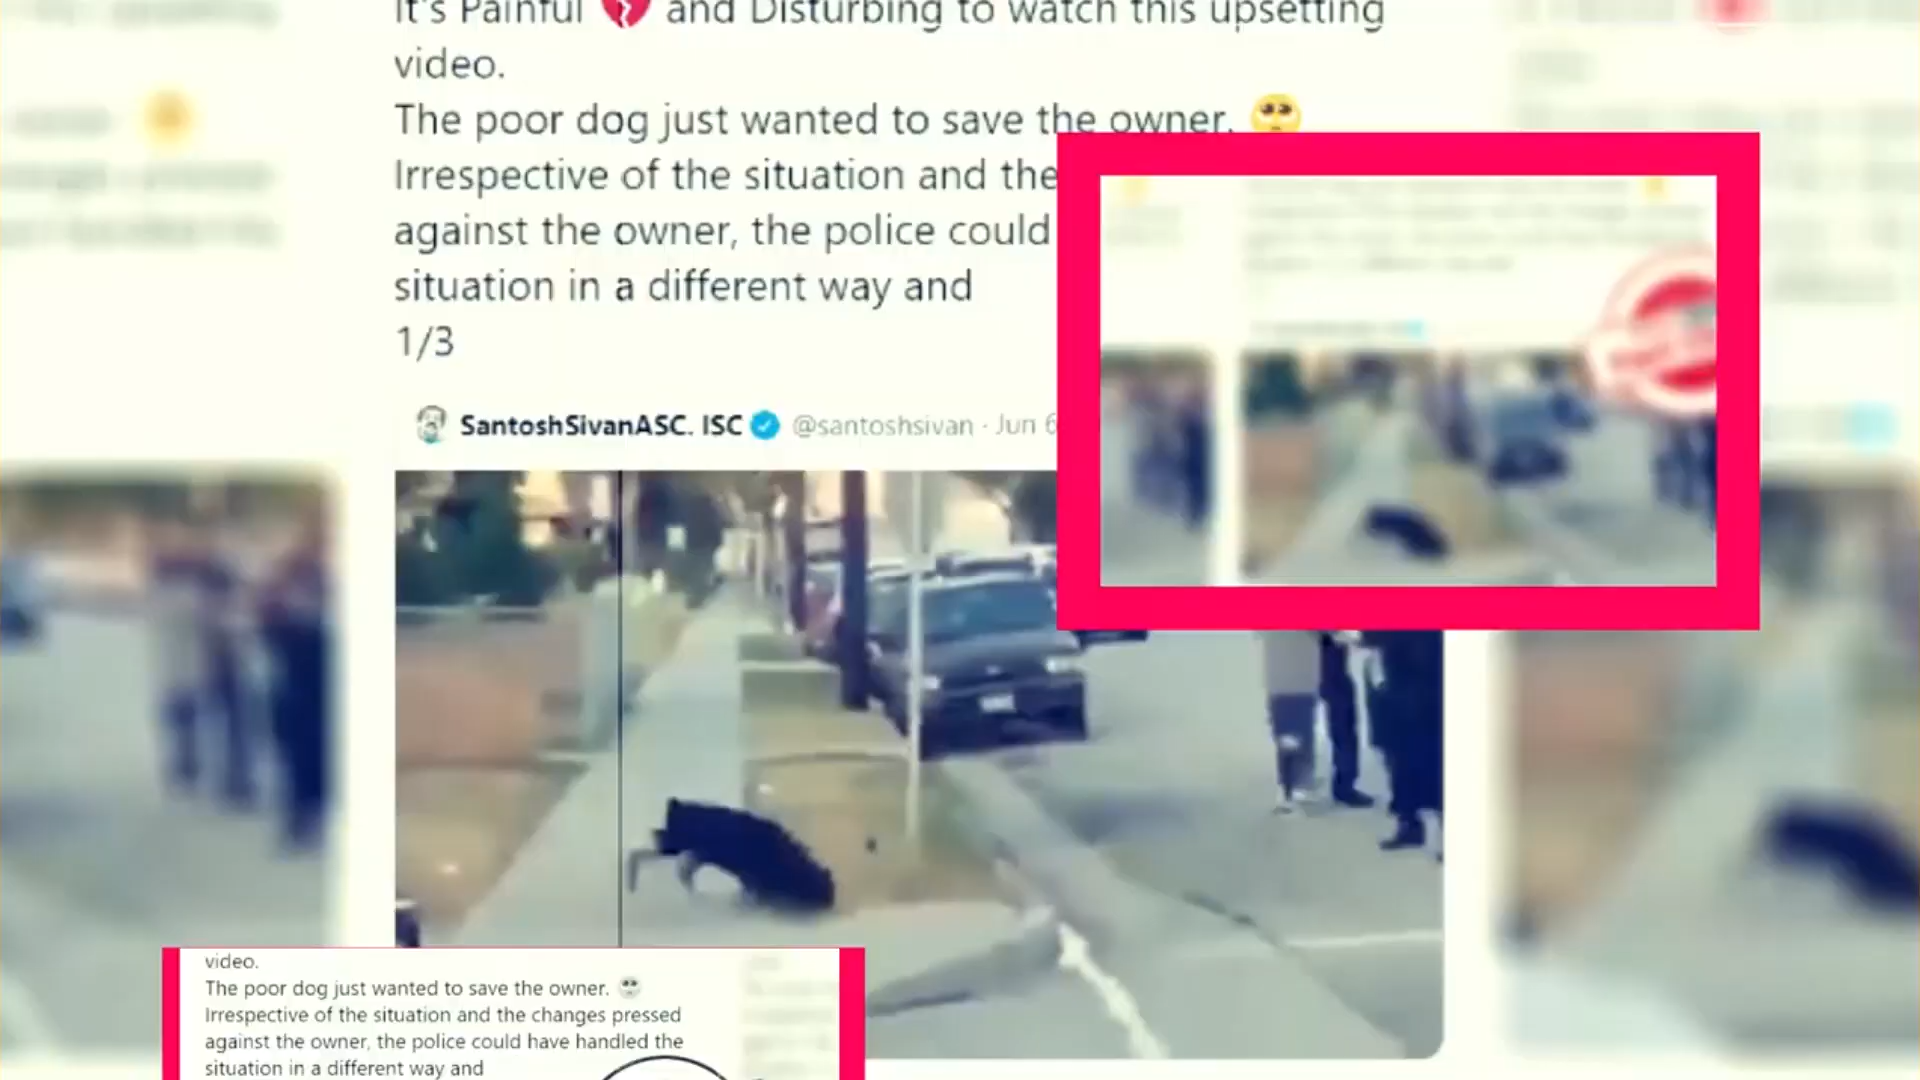 It's Painful 💔 and Disturbing to watch this upsetting
video.
The poor dog just wanted to save the owner. 🥺
Irrespective of the situation and the
against the owner, the police could
situation in a different way and
1/3
SantoshSivanASC. ISC @santoshsivan · Jun 6
video.
The poor dog just wanted to save the owner. 🥺
Irrespective of the situation and the changes pressed
against the owner, the police could have handled the
situation in a different way and